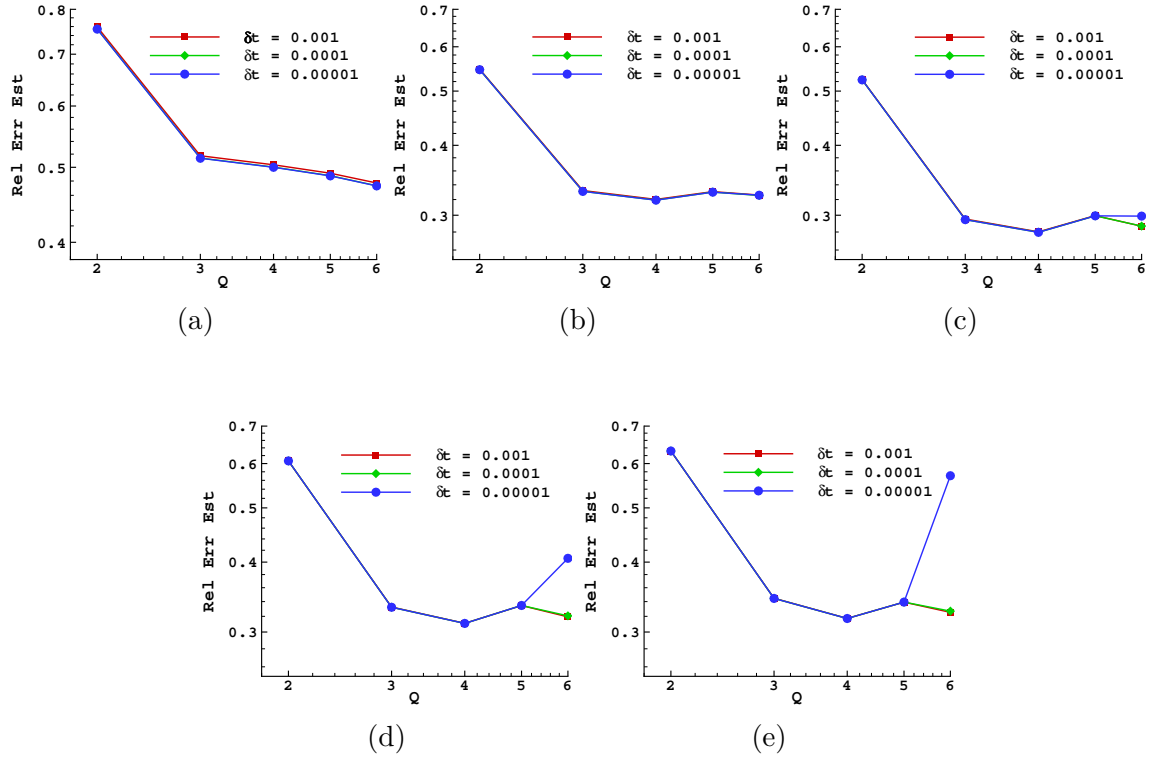 0.8
0.7
0.6
0.5
0.4
Rel Err Est
δt = 0.001
δt = 0.0001
δt = 0.00001
2 3 4 5 6
Q
(a)
0.7
0.6
0.5
0.4
0.3
Rel Err Est
δt = 0.001
δt = 0.0001
δt = 0.00001
2 3 4 5 6
Q
(b)
0.7
0.6
0.5
0.4
0.3
Rel Err Est
δt = 0.001
δt = 0.0001
δt = 0.00001
2 3 4 5 6
Q
(c)
0.7
0.6
0.5
0.4
0.3
Rel Err Est
δt = 0.001
δt = 0.0001
δt = 0.00001
2 3 4 5 6
Q
(d)
0.7
0.6
0.5
0.4
0.3
Rel Err Est
δt = 0.001
δt = 0.0001
δt = 0.00001
2 3 4 5 6
Q
(e)